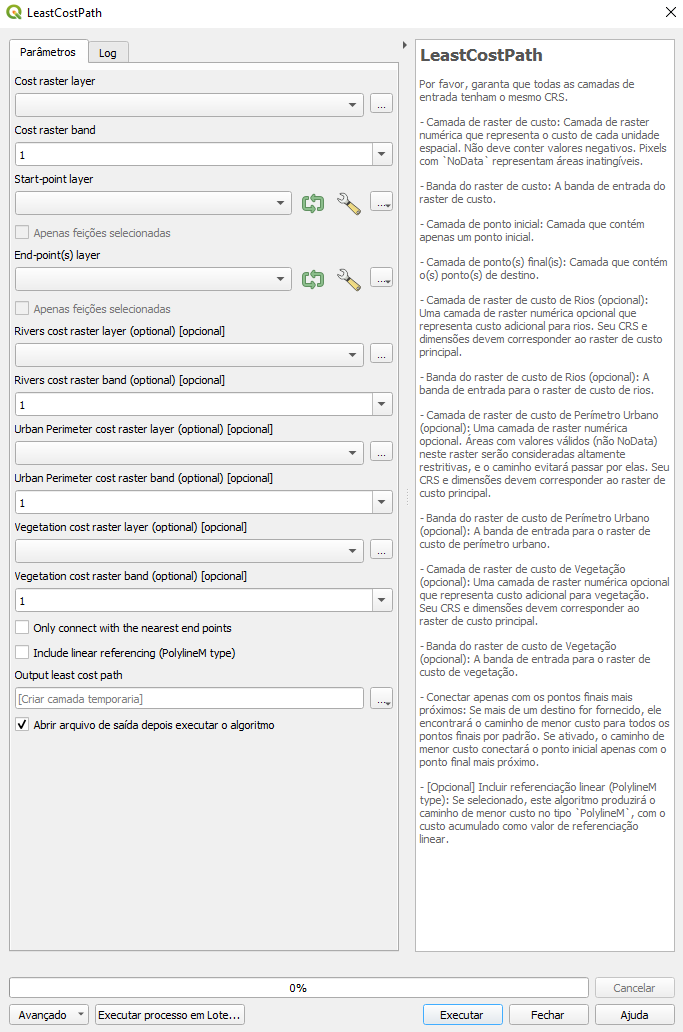 LeastCostPath
Parâmetros
Log
Cost raster layer
...
Cost raster band
1
Start-point layer
...
Apenas feições selecionadas
End-point(s) layer
...
Apenas feições selecionadas
Rivers cost raster layer (optional) [opcional]
...
Rivers cost raster band (optional) [opcional]
1
Urban Perimeter cost raster layer (optional) [opcional]
...
Urban Perimeter cost raster band (optional) [opcional]
1
Vegetation cost raster layer (optional) [opcional]
...
Vegetation cost raster band (optional) [opcional]
1
Only connect with the nearest end points
Include linear referencing (PolylineM type)
Output least cost path
[Criar camada temporaria]
...
Abrir arquivo de saída depois executar o algoritmo
LeastCostPath
Por favor, garanta que todas as camadas de
entrada tenham o mesmo CRS.
- Camada de raster de custo: Camada de raster
numérica que representa o custo de cada unidade
espacial. Não deve conter valores negativos. Pixels
com `NoData` representam áreas inatingíveis.
- Banda do raster de custo: A banda de entrada do
raster de custo.
- Camada de ponto inicial: Camada que contém
apenas um ponto inicial.
- Camada de ponto(s) final(is): Camada que contém
o(s) ponto(s) de destino.
- Camada de raster de custo de Rios (opcional):
Uma camada de raster numérica opcional que
representa custo adicional para rios. Seu CRS e
dimensões devem corresponder ao raster de custo
principal.
- Banda do raster de custo de Rios (opcional): A
banda de entrada para o raster de custo de rios.
- Camada de raster de custo de Perímetro Urbano
(opcional): Uma camada de raster numérica
opcional. Áreas com valores válidos (não NoData)
neste raster serão consideradas altamente
restritivas, e o caminho evitará passar por elas. Seu
CRS e dimensões devem corresponder ao raster de
custo principal.
- Banda do raster de custo de Perímetro Urbano
(opcional): A banda de entrada para o raster de
custo de perímetro urbano.
- Camada de raster de custo de Vegetação
(opcional): Uma camada de raster numérica opcional
que representa custo adicional para vegetação.
Seu CRS e dimensões devem corresponder ao
raster de custo principal.
- Banda do raster de custo de Vegetação
(opcional): A banda de entrada para o raster de
custo de vegetação.
- Conectar apenas com os pontos finais mais
próximos: Se mais de um destino for fornecido, ele
encontrará o caminho de menor custo para todos os
pontos finais por padrão. Se ativado, o caminho de
menor custo conectará o ponto inicial apenas com o
ponto final mais próximo.
- [Opcional] Incluir referenciação linear (PolylineM
type): Se selecionado, este algoritmo produzirá o
caminho de menor custo no tipo `PolylineM`, com o
custo acumulado como valor de referenciação
linear.
0%
Cancelar
Avançado
Executar processo em Lote...
Executar
Fechar
Ajuda